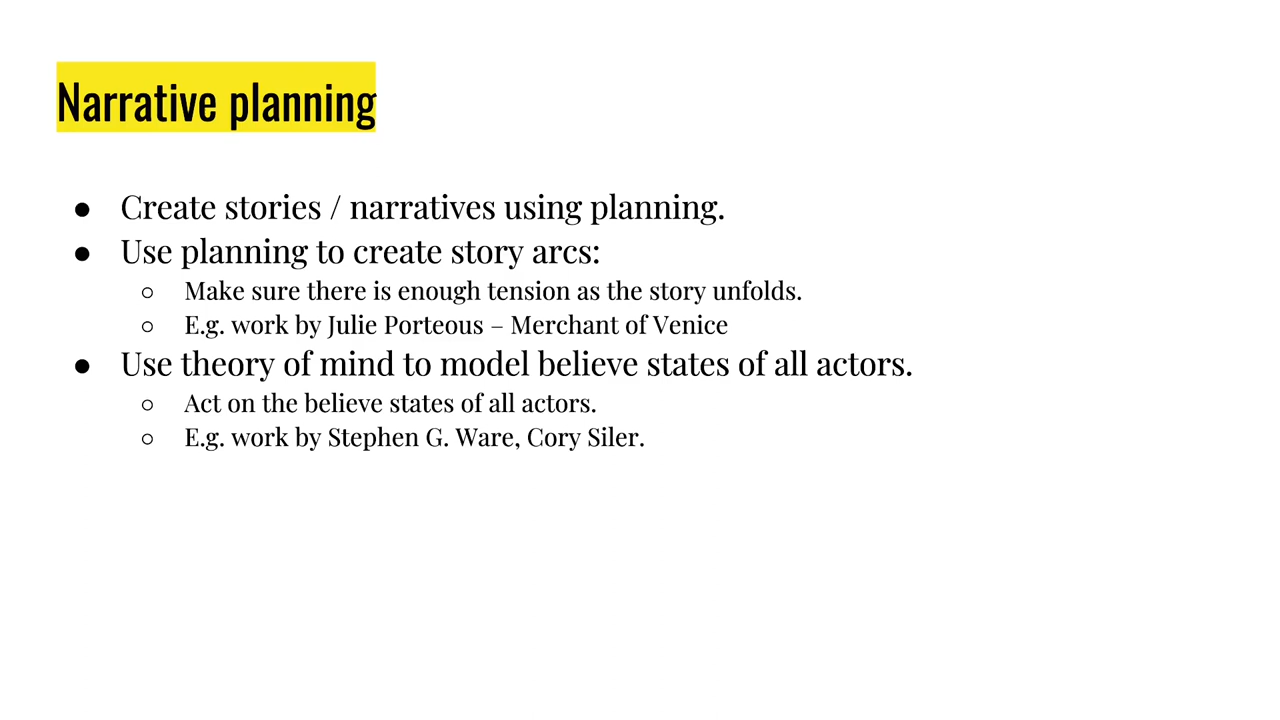 Narrative planning
● Create stories / narratives using planning.
● Use planning to create story arcs:
○ Make sure there is enough tension as the story unfolds.
○ E.g. work by Julie Porteous – Merchant of Venice
● Use theory of mind to model believe states of all actors.
○ Act on the believe states of all actors.
○ E.g. work by Stephen G. Ware, Cory Siler.